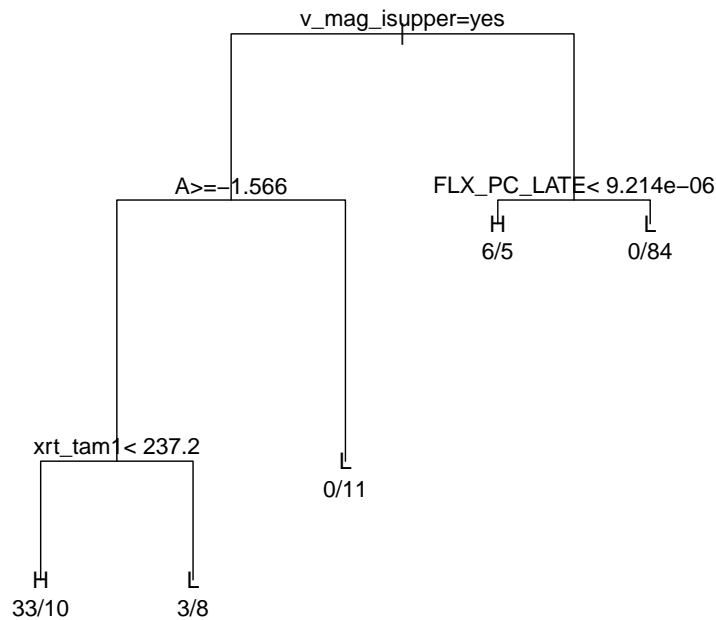 v_mag_isupper=yes
A>=−1.566
FLX_PC_LATE< 9.214e−06
H
6/5
L
0/84
xrt_tam1< 237.2
L
0/11
H
33/10
L
3/8